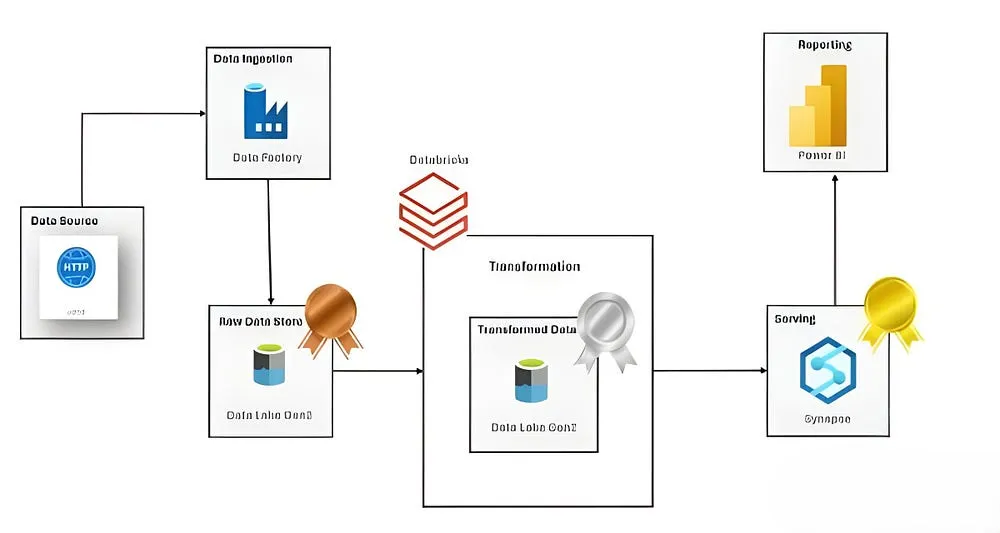 Data Source
HTTP
Data Ingestion
Data Factory
Raw Data Store
Data Lake Gen2
Databricks
Transformation
Transformed Data
Data Lake Gen2
Serving
Synapse
Reporting
Power BI